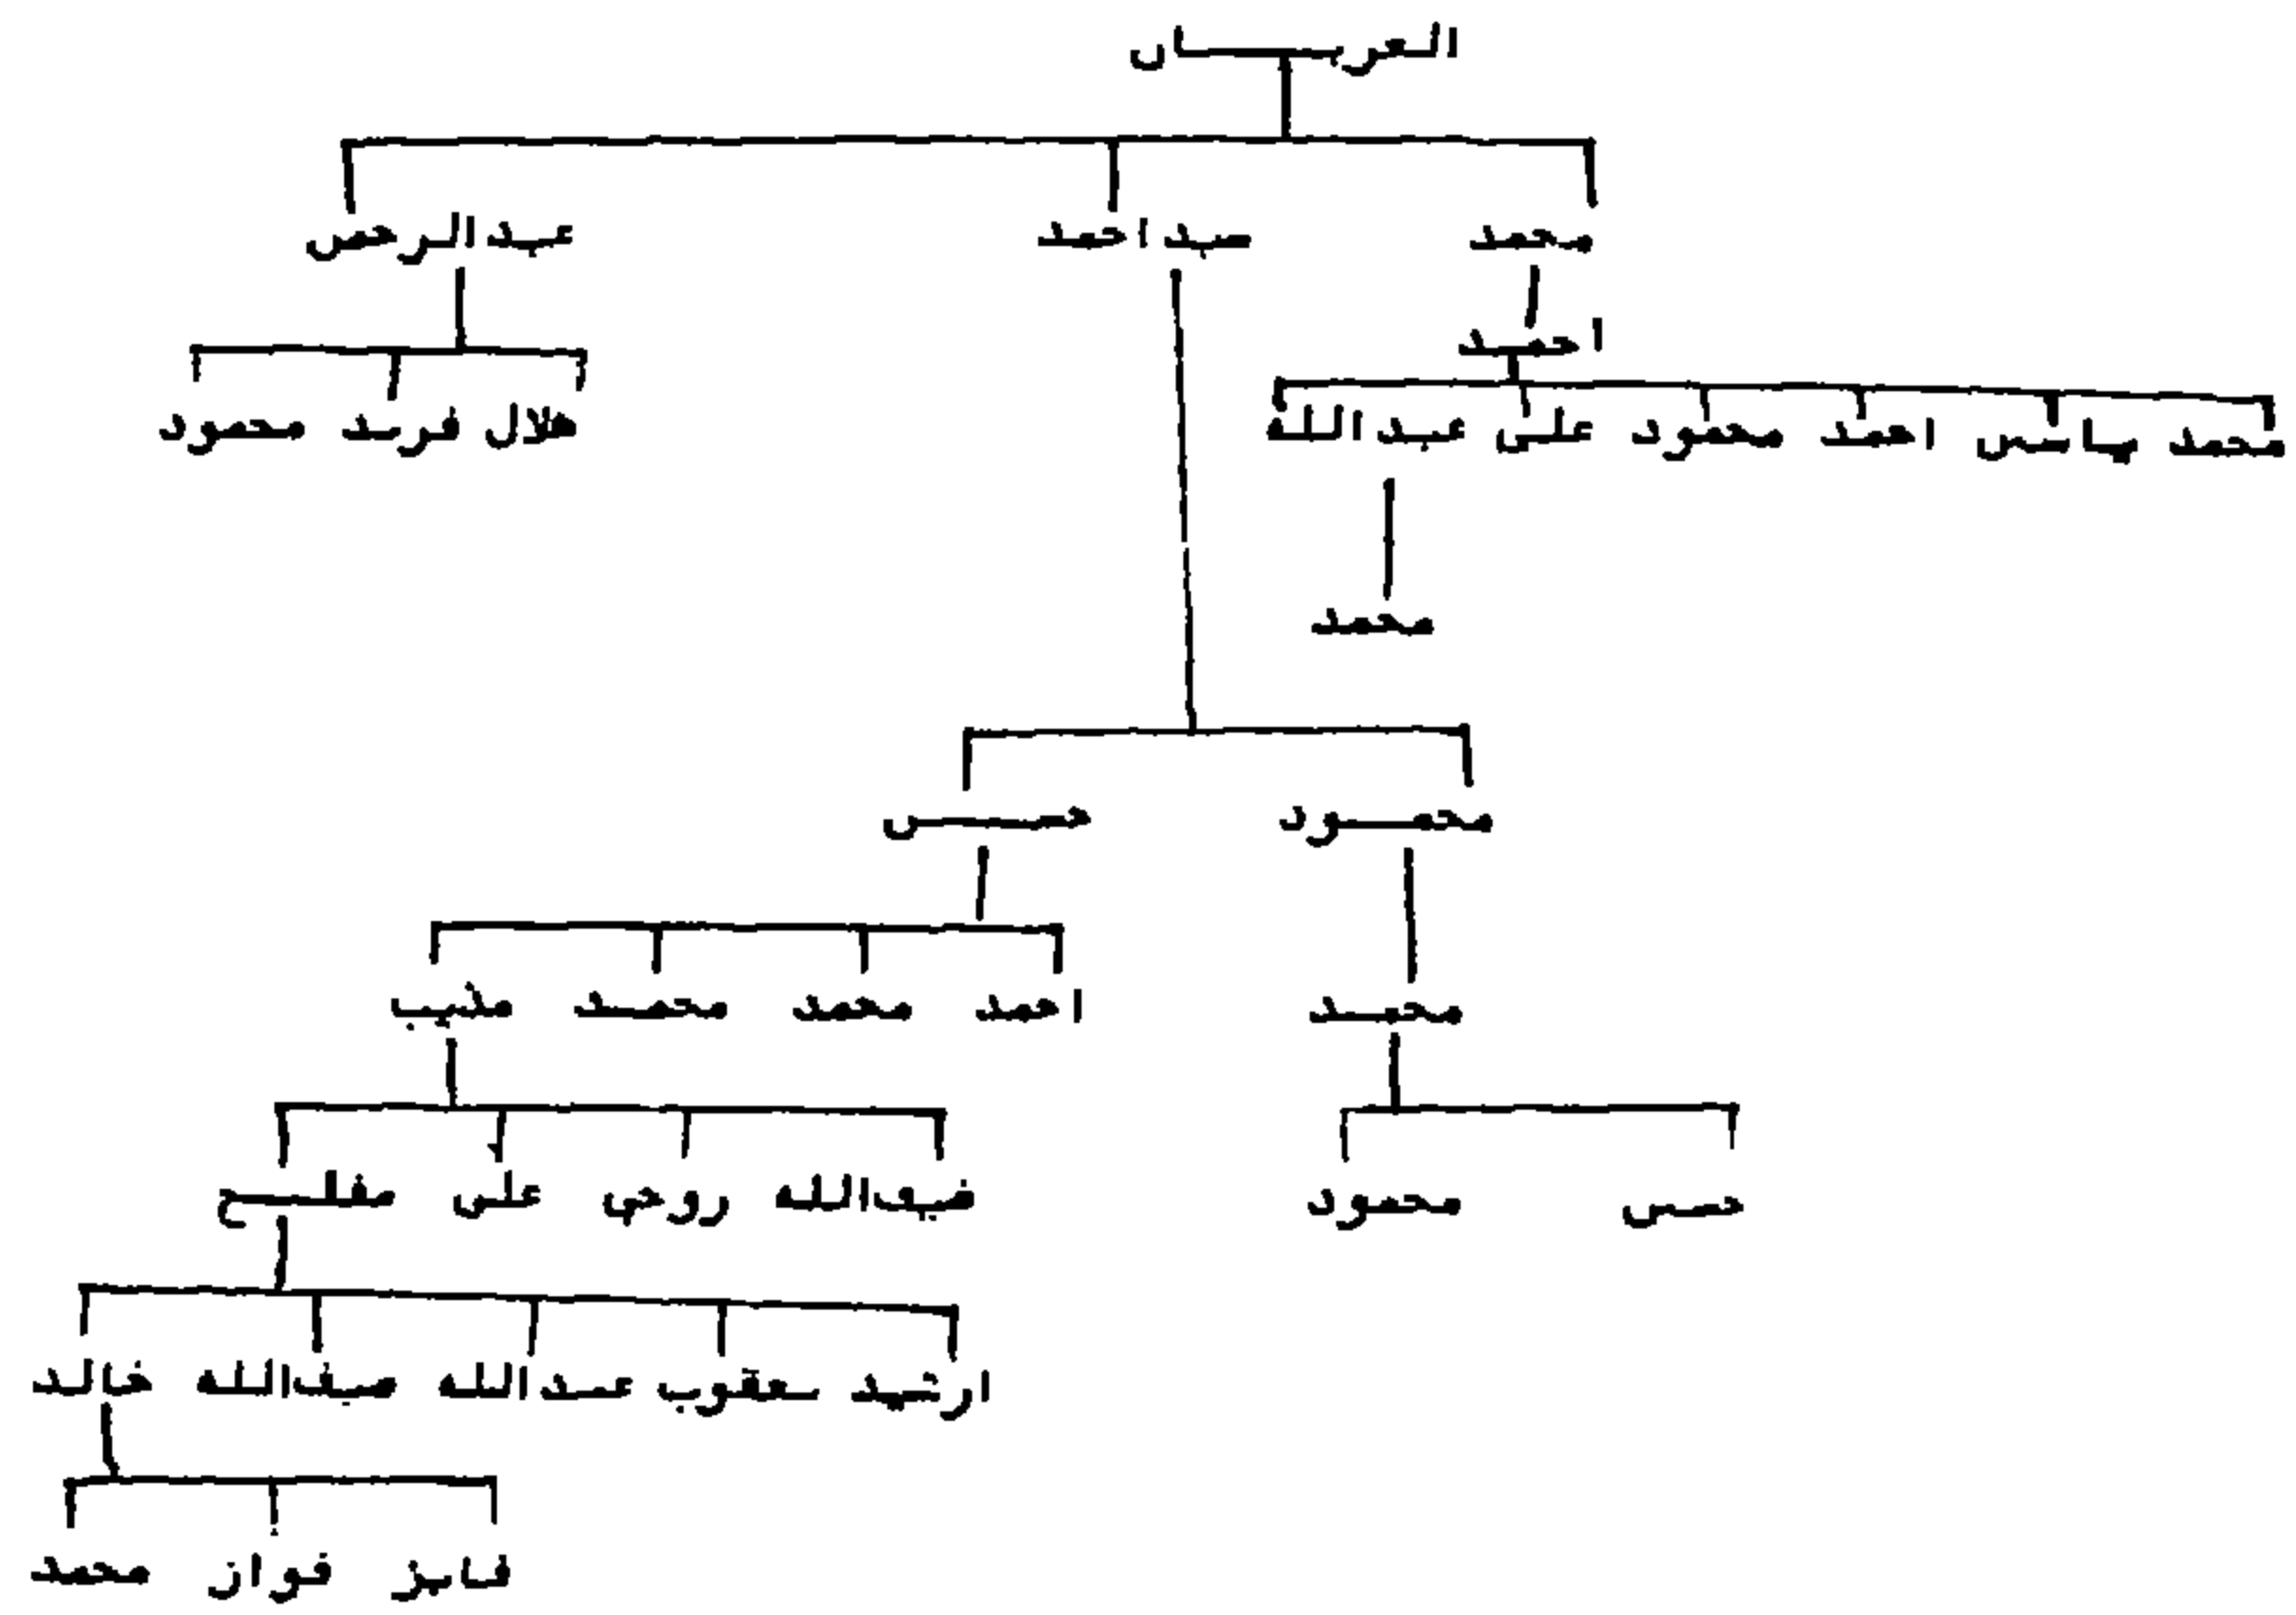 العريسان
محمد
عبد احمد
عبد الرحمن
احمد
محمد
ياسين
احمد
محمود
علي
عبد الله
هلال
فريد
محمود
محمد
محمود
حسن
محمد
احمد
محمد
محمد
حسن
محمود
ضيف الله
روحي
علي
مفلح
ارشيد
يعقوب
عبد الله
ضيف الله
خالد
فايز
فواز
محمد